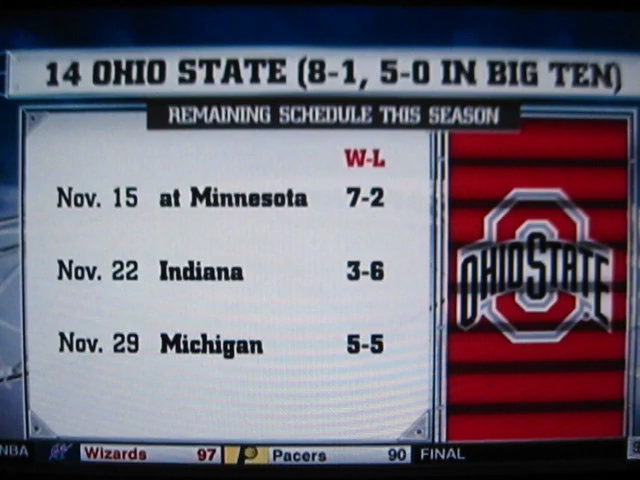 14 OHIO STATE (8-1, 5-0 IN BIG TEN)
REMAINING SCHEDULE THIS SEASON
W-L
Nov. 15 at Minnesota 7-2
Nov. 22 Indiana 3-6
Nov. 29 Michigan 5-5
OHIO STATE
NBA Wizards 97 Pacers 90 FINAL